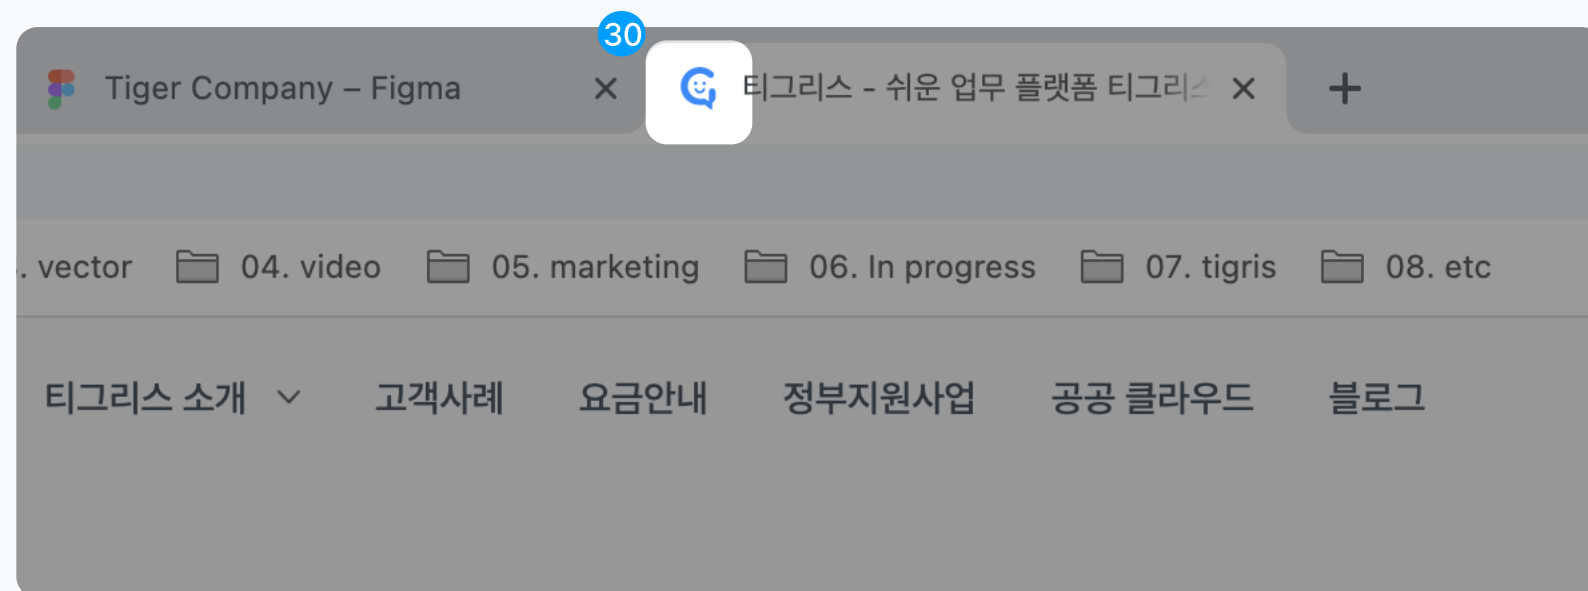 30
Tiger Company – Figma
티그리스 - 쉬운 업무 플랫폼 티그리스
. vector 04. video 05. marketing 06. In progress 07. tigris 08. etc
티그리스 소개 고객사례 요금안내 정부지원사업 공공 클라우드 블로그